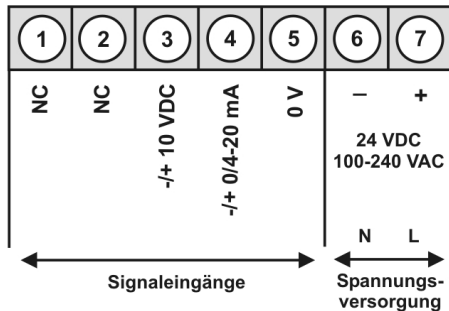 1 2 3 4 5 6 7
NC NC -/+ 10 VDC -/+ 0/4-20 mA 0 V – +
24 VDC
100-240 VAC
N L
Signaleingänge
Spannungs-
versorgung